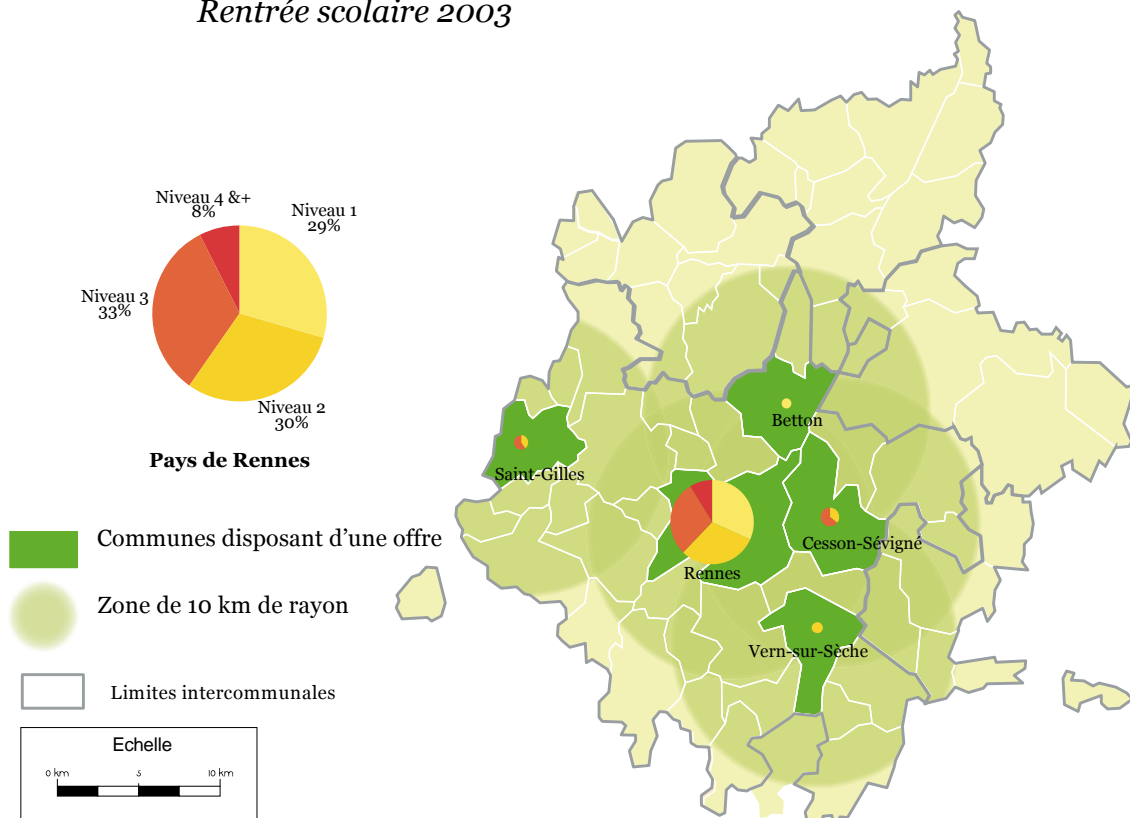 Rentrée scolaire 2003
Niveau 4 &+
8%
Niveau 1
29%
Niveau 3
33%
Niveau 2
30%
Pays de Rennes
Communes disposant d'une offre
Zone de 10 km de rayon
Limites intercommunales
Echelle
0 km 5 10 km
Betton
Saint-Gilles
Cesson-Sévigné
Rennes
Vern-sur-Sèche